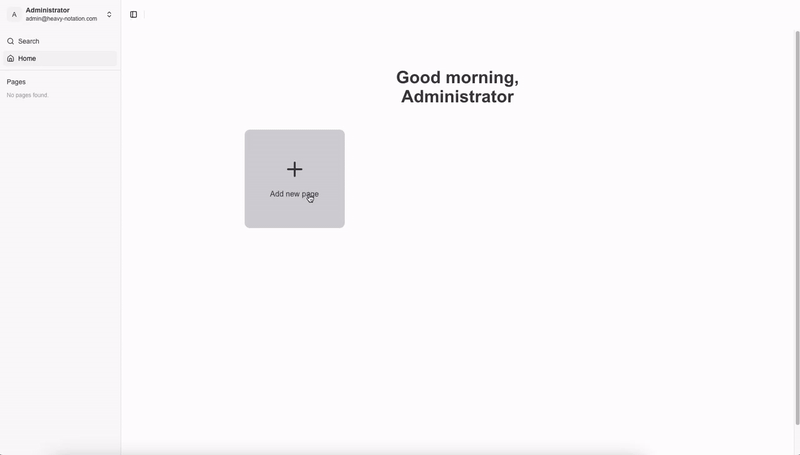 A
Administrator
admin@heavy-notation.com
Search
Home
Pages
No pages found.
Good morning,
Administrator
Add new page